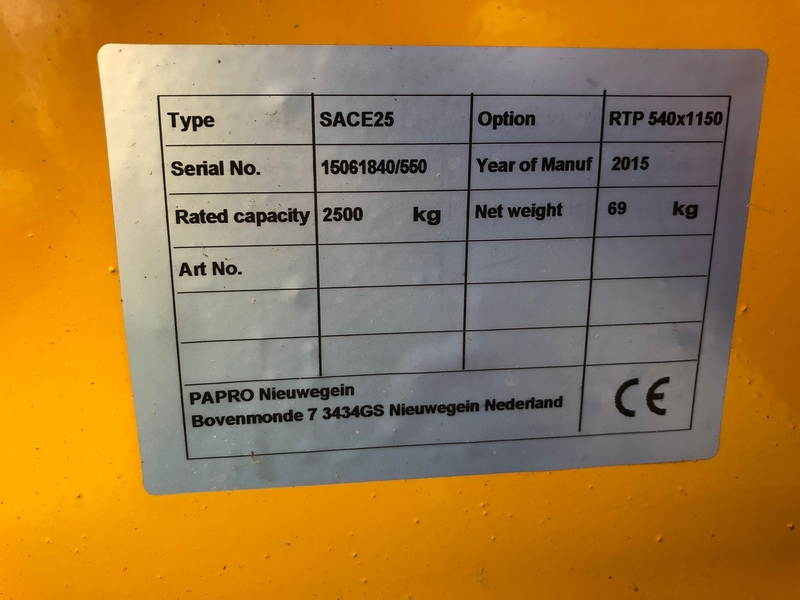 Type SACE25 Option RTP 540x1150
Serial No. 15061840/550 Year of Manuf 2015
Rated capacity 2500 kg Net weight 69 kg
Art No.
PAPRO Nieuwegein
Bovenmonde 7 3434GS Nieuwegein Nederland
CE